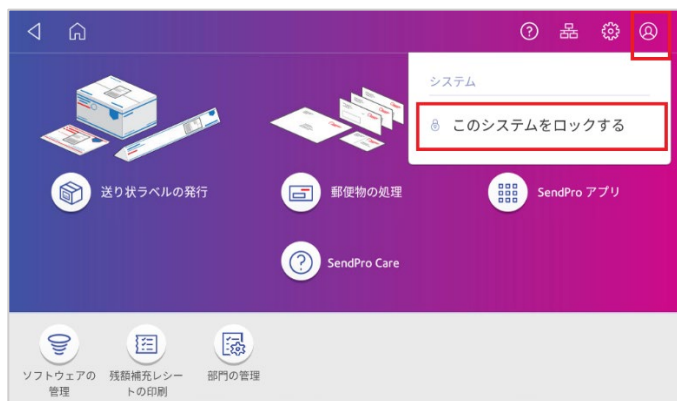 システム
このシステムをロックする
送り状ラベルの発行
郵便物の処理
SendPro アプリ
SendPro Care
ソフトウェアの
管理
残額補充レシー
トの印刷
部門の管理